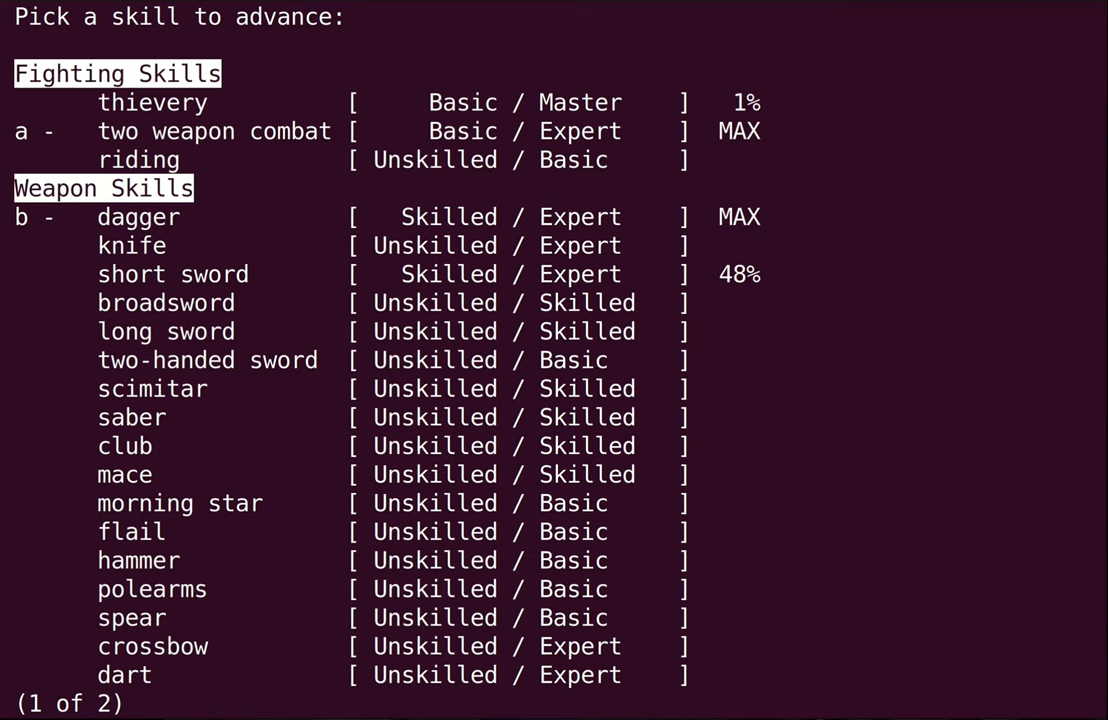 Pick a skill to advance:
Fighting Skills
thievery [ Basic / Master ] 1%
a - two weapon combat [ Basic / Expert ] MAX
riding [ Unskilled / Basic ]
Weapon Skills
b - dagger [ Skilled / Expert ] MAX
knife [ Unskilled / Expert ]
short sword [ Skilled / Expert ] 48%
broadsword [ Unskilled / Skilled ]
long sword [ Unskilled / Skilled ]
two-handed sword [ Unskilled / Basic ]
scimitar [ Unskilled / Skilled ]
saber [ Unskilled / Skilled ]
club [ Unskilled / Skilled ]
mace [ Unskilled / Skilled ]
morning star [ Unskilled / Basic ]
flail [ Unskilled / Basic ]
hammer [ Unskilled / Basic ]
polearms [ Unskilled / Basic ]
spear [ Unskilled / Basic ]
crossbow [ Unskilled / Expert ]
dart [ Unskilled / Expert ]
(1 of 2)